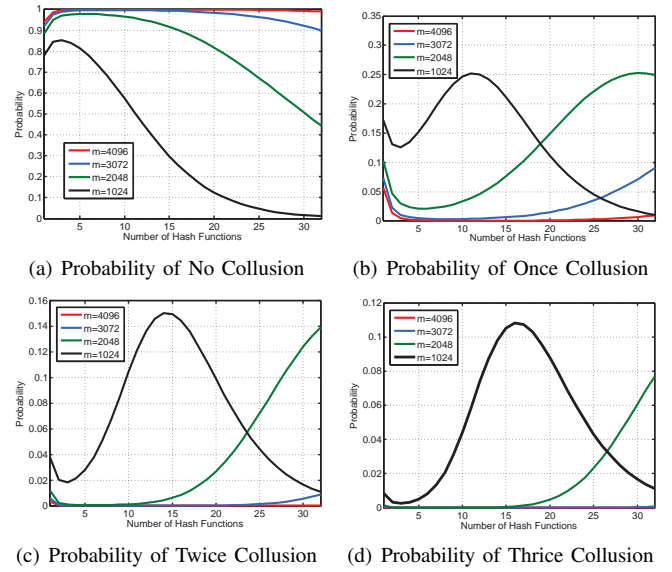 1
0.9
0.8
0.7
0.6
0.5
0.4
0.3
0.2
0.1
0
Probability
m=4096
m=3072
m=2048
m=1024
5 10 15 20 25 30
Number of Hash Functions
(a) Probability of No Collusion
0.35
0.30
0.25
0.20
0.15
0.10
0.05
0
Probability
m=4096
m=3072
m=2048
m=1024
5 10 15 20 25 30
Number of Hash Functions
(b) Probability of Once Collusion
0.16
0.14
0.12
0.1
0.08
0.06
0.04
0.02
0
Probability
m=4096
m=3072
m=2048
m=1024
5 10 15 20 25 30
Number of Hash Functions
(c) Probability of Twice Collusion
0.12
0.1
0.08
0.06
0.04
0.02
0
Probability
m=4096
m=3072
m=2048
m=1024
5 10 15 20 25 30
Number of Hash Functions
(d) Probability of Thrice Collusion